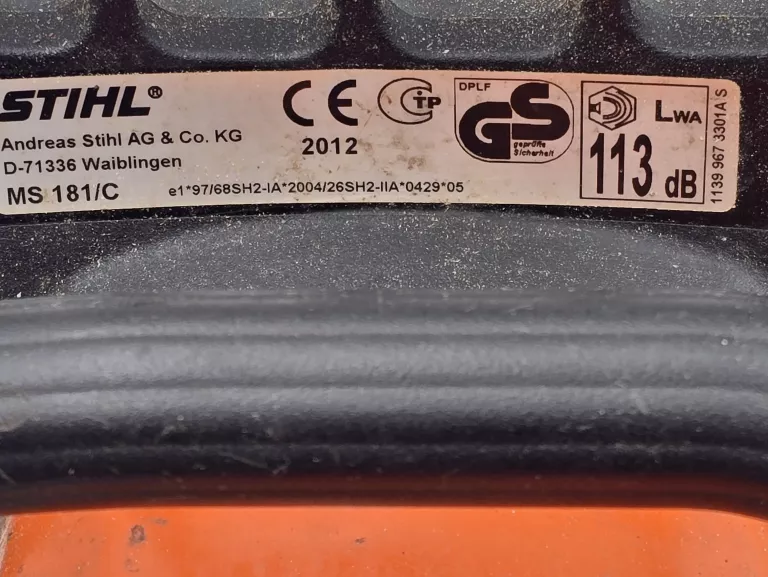 STIHL®
Andreas Stihl AG & Co. KG
D-71336 Waiblingen
MS 181/C
CE
2012
e1*97/68SH2-IA*2004/26SH2-IIA*0429*05
DPLF
GS
geprüfte
Sicherheit
LWA
113 dB
1139 967 3301 A S